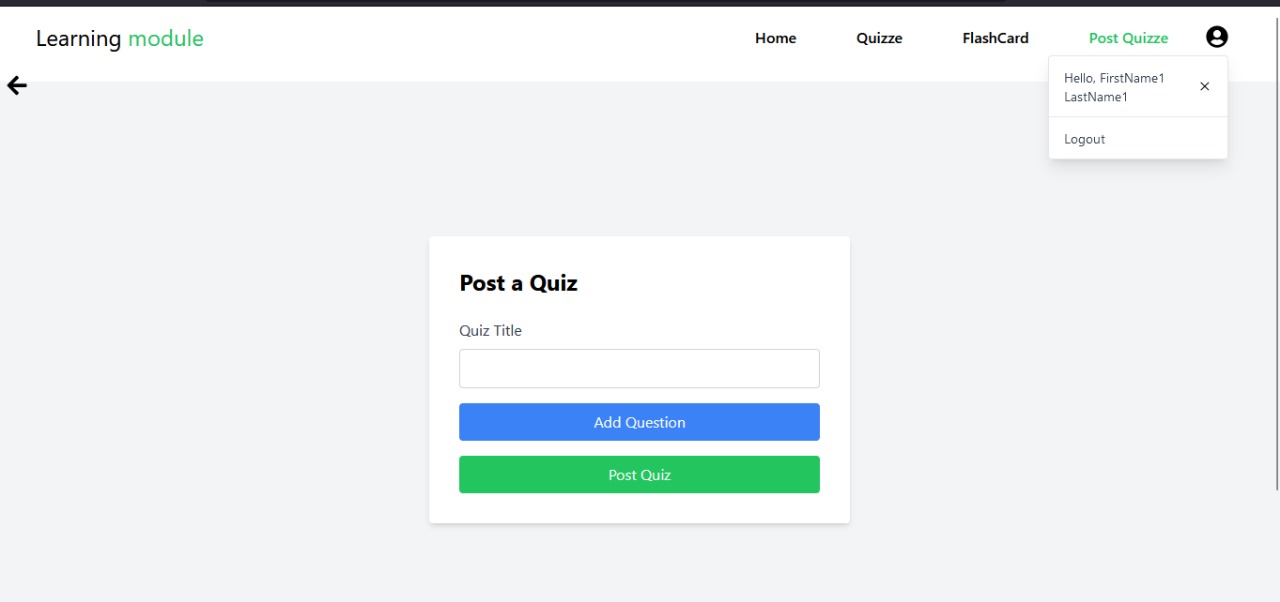 Learning module
Home Quizze FlashCard Post Quizze
Hello, FirstName1
LastName1
Logout
Post a Quiz
Quiz Title
Add Question
Post Quiz